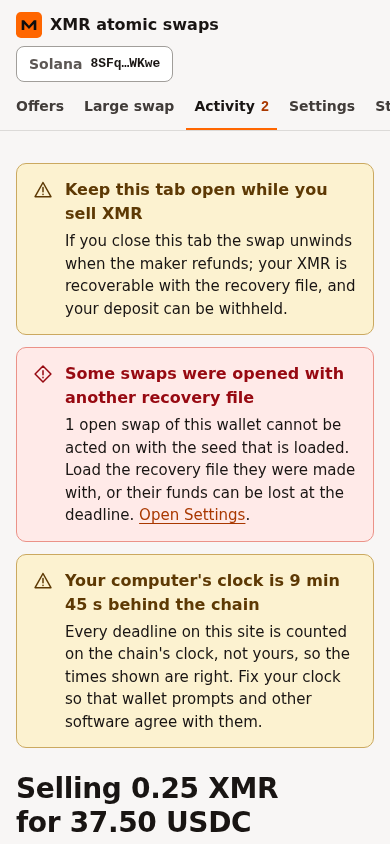 XMR atomic swaps
Solana 8SFq…WKwe
Offers Large swap Activity 2 Settings St
Keep this tab open while you
sell XMR
If you close this tab the swap unwinds
when the maker refunds; your XMR is
recoverable with the recovery file, and
your deposit can be withheld.
Some swaps were opened with
another recovery file
1 open swap of this wallet cannot be
acted on with the seed that is loaded.
Load the recovery file they were made
with, or their funds can be lost at the
deadline. Open Settings.
Your computer's clock is 9 min
45 s behind the chain
Every deadline on this site is counted
on the chain's clock, not yours, so the
times shown are right. Fix your clock
so that wallet prompts and other
software agree with them.
Selling 0.25 XMR
for 37.50 USDC